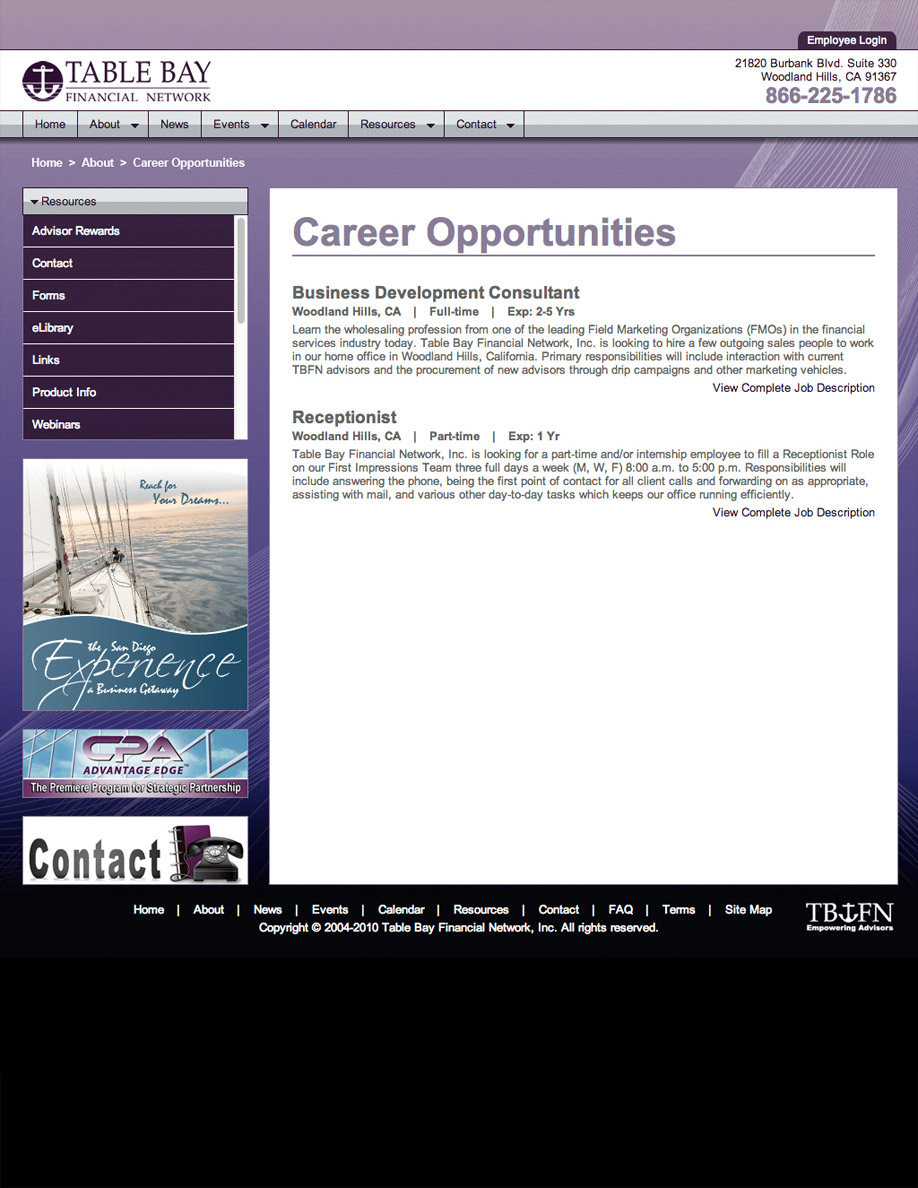 Employee Login
TABLE BAY
FINANCIAL NETWORK
21820 Burbank Blvd. Suite 330
Woodland Hills, CA 91367
866-225-1786
Home About News Events Calendar Resources Contact
Home > About > Career Opportunities
Resources
Advisor Rewards
Contact
Forms
eLibrary
Links
Product Info
Webinars
Reach for
Your Dreams...
the San Diego
Experience
a Business Getaway
CPA
ADVANTAGE EDGE™
The Premiere Program for Strategic Partnership
Contact
Career Opportunities
Business Development Consultant
Woodland Hills, CA | Full-time | Exp: 2-5 Yrs
Learn the wholesaling profession from one of the leading Field Marketing Organizations (FMOs) in the financial
services industry today. Table Bay Financial Network, Inc. is looking to hire a few outgoing sales people to work
in our home office in Woodland Hills, California. Primary responsibilities will include interaction with current
TBFN advisors and the procurement of new advisors through drip campaigns and other marketing vehicles.
View Complete Job Description
Receptionist
Woodland Hills, CA | Part-time | Exp: 1 Yr
Table Bay Financial Network, Inc. is looking for a part-time and/or internship employee to fill a Receptionist Role
on our First Impressions Team three full days a week (M, W, F) 8:00 a.m. to 5:00 p.m. Responsibilities will
include answering the phone, being the first point of contact for all client calls and forwarding on as appropriate,
assisting with mail, and various other day-to-day tasks which keeps our office running efficiently.
View Complete Job Description
Home | About | News | Events | Calendar | Resources | Contact | FAQ | Terms | Site Map
Copyright © 2004-2010 Table Bay Financial Network, Inc. All rights reserved.
TBFN
Empowering Advisors